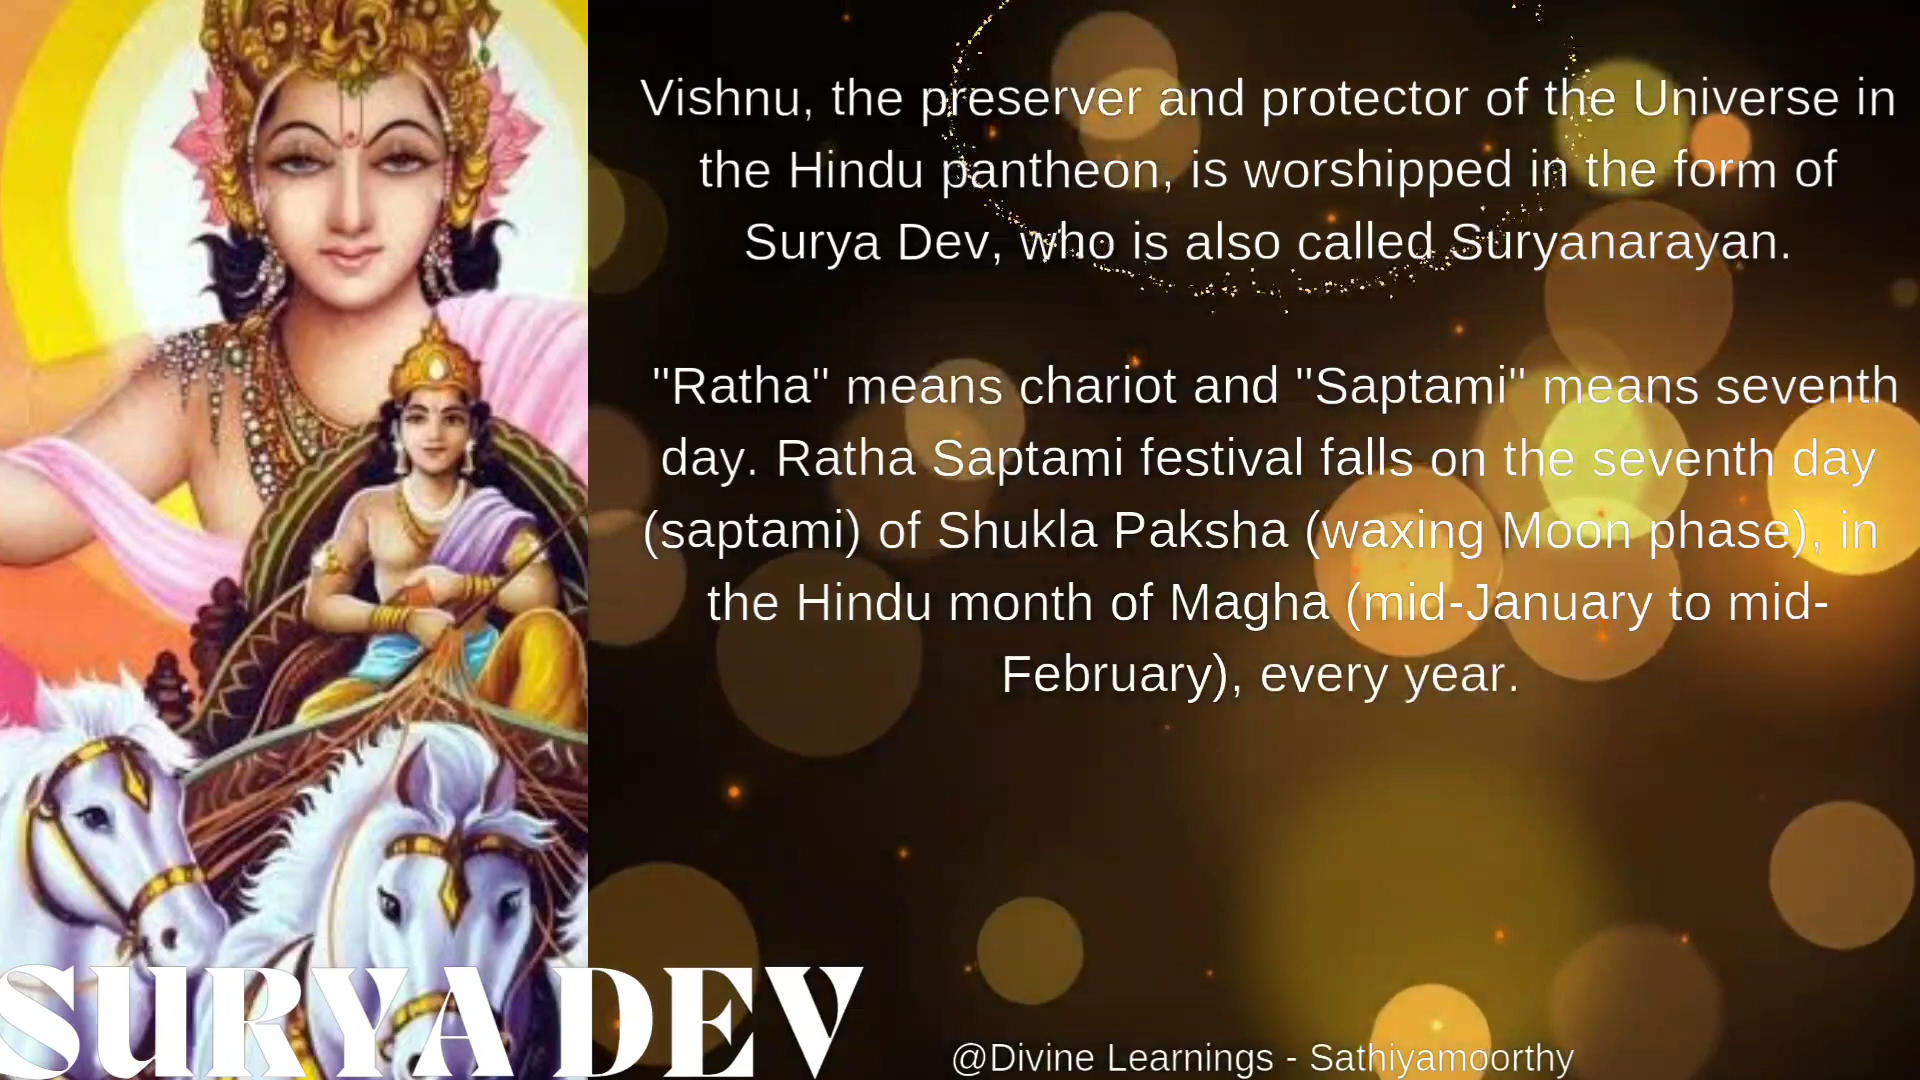 Vishnu, the preserver and protector of the Universe in
the Hindu pantheon, is worshipped in the form of
Surya Dev, who is also called Suryanarayan.
"Ratha" means chariot and "Saptami" means seventh
day. Ratha Saptami festival falls on the seventh day
(saptami) of Shukla Paksha (waxing Moon phase), in
the Hindu month of Magha (mid-January to mid-
February), every year.
SURYA DEV
@Divine Learnings - Sathiyamoorthy